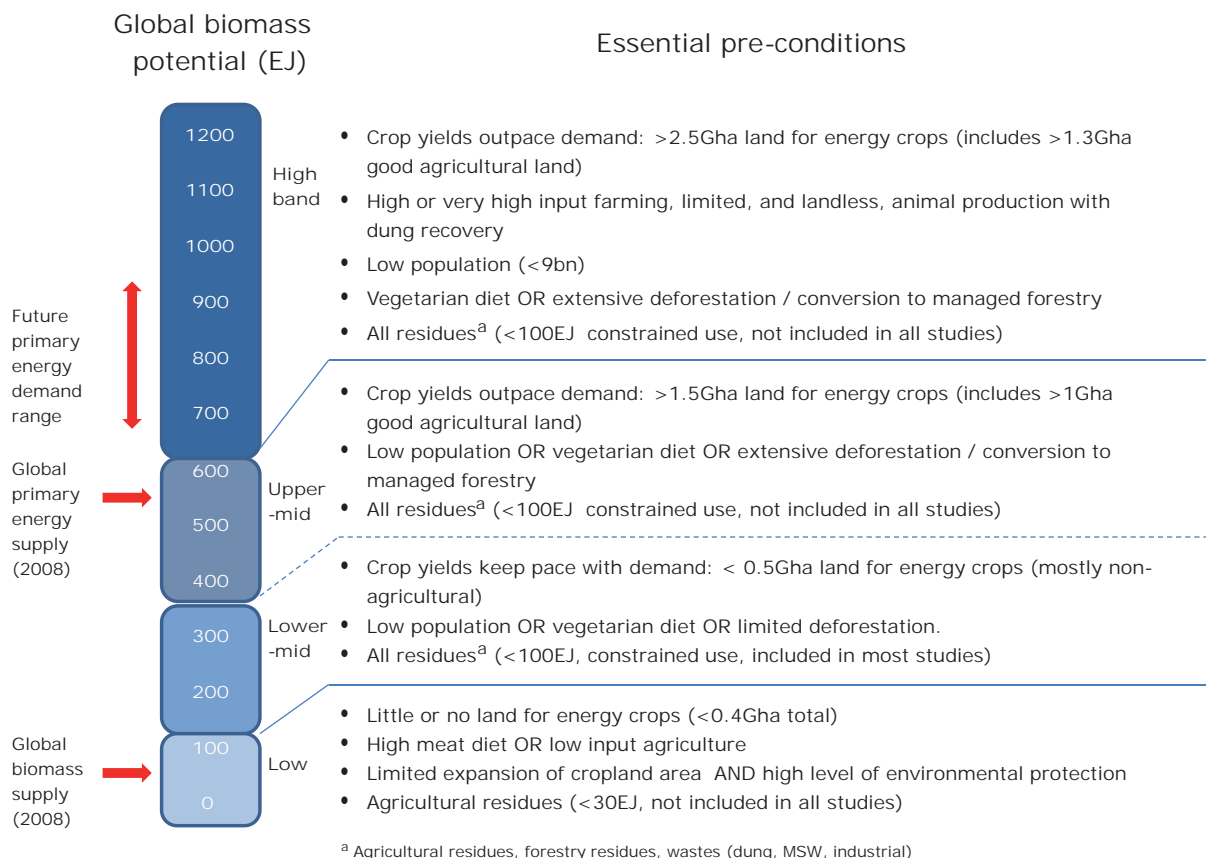 Global biomass
potential (EJ)
Essential pre-conditions
1200
1100
1000
900
800
700
600
500
400
300
200
100
0
High
band
Upper
-mid
Lower
-mid
Low
Future
primary
energy
demand
range
Global
primary
energy
supply
(2008)
Global
biomass
supply
(2008)
• Crop yields outpace demand: >2.5Gha land for energy crops (includes >1.3Gha
good agricultural land)
• High or very high input farming, limited, and landless, animal production with
dung recovery
• Low population (<9bn)
• Vegetarian diet OR extensive deforestation / conversion to managed forestry
• All residuesᵃ (<100EJ constrained use, not included in all studies)
• Crop yields outpace demand: >1.5Gha land for energy crops (includes >1Gha
good agricultural land)
• Low population OR vegetarian diet OR extensive deforestation / conversion to
managed forestry
• All residuesᵃ (<100EJ constrained use, not included in all studies)
• Crop yields keep pace with demand: < 0.5Gha land for energy crops (mostly non-
agricultural)
• Low population OR vegetarian diet OR limited deforestation.
• All residuesᵃ (<100EJ, constrained use, included in most studies)
• Little or no land for energy crops (<0.4Gha total)
• High meat diet OR low input agriculture
• Limited expansion of cropland area AND high level of environmental protection
• Agricultural residues (<30EJ, not included in all studies)
ᵃ Agricultural residues, forestry residues, wastes (dung, MSW, industrial)